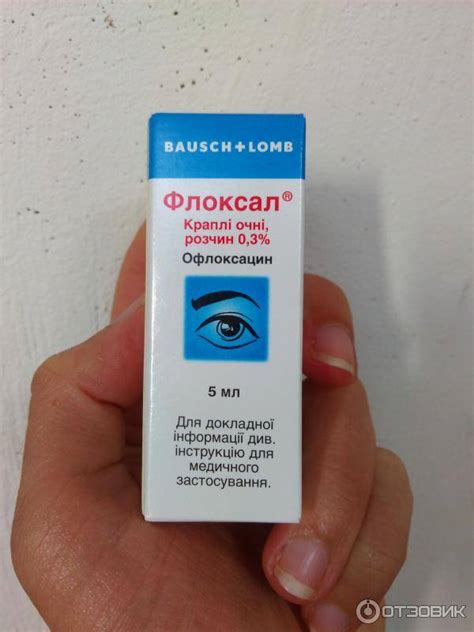 BAUSCH+LOMB
Флоксал®
Краплі очні,
розчин 0,3%
Офлоксацин
5 мл
Для докладної
інформації див.
інструкцію для
медичного
застосування.
ОТЗОВИК